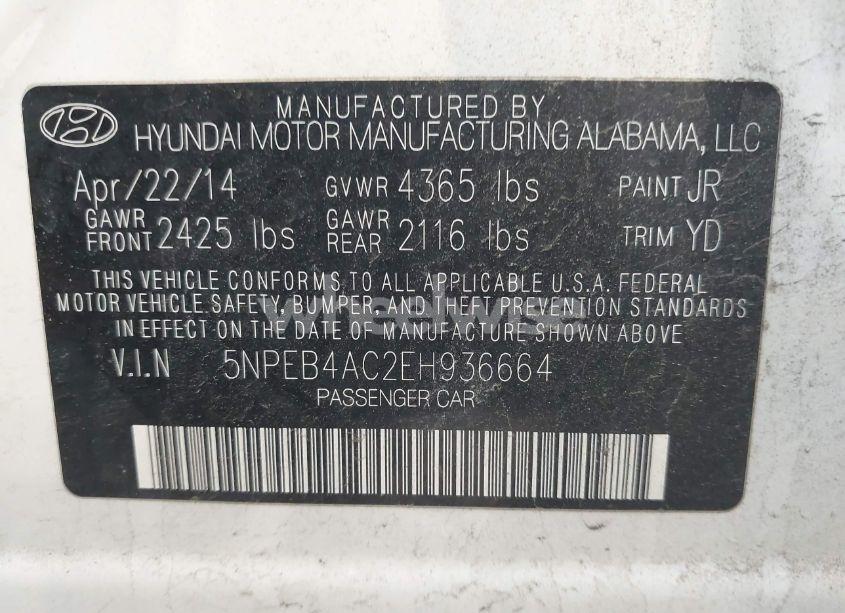 MANUFACTURED BY
HYUNDAI MOTOR MANUFACTURING ALABAMA, LLC
Apr/22/14 GVWR 4365 lbs PAINT JR
GAWR FRONT 2425 lbs GAWR REAR 2116 lbs TRIM YD
THIS VEHICLE CONFORMS TO ALL APPLICABLE U.S.A. FEDERAL
MOTOR VEHICLE SAFETY, BUMPER, AND THEFT PREVENTION STANDARDS
IN EFFECT ON THE DATE OF MANUFACTURE SHOWN ABOVE
V.I.N 5NPEB4AC2EH936664
PASSENGER CAR
wheelwise